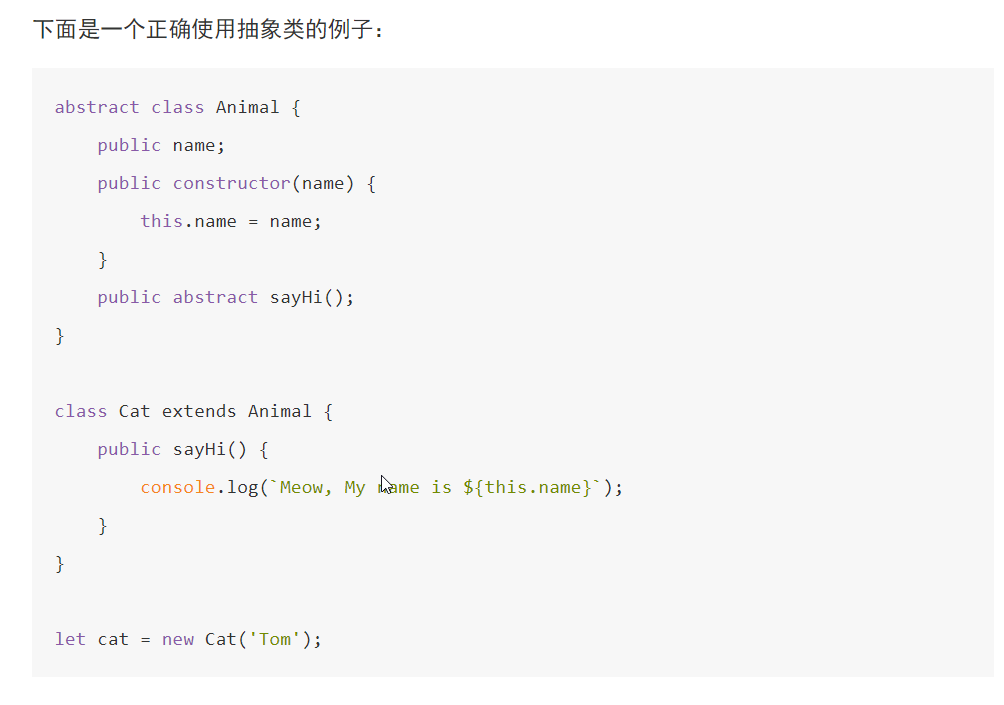 下面是一个正确使用抽象类的例子：
abstract class Animal {
    public name;
    public constructor(name) {
        this.name = name;
    }
    public abstract sayHi();
}
class Cat extends Animal {
    public sayHi() {
        console.log(`Meow, My name is ${this.name}`);
    }
}
let cat = new Cat('Tom');